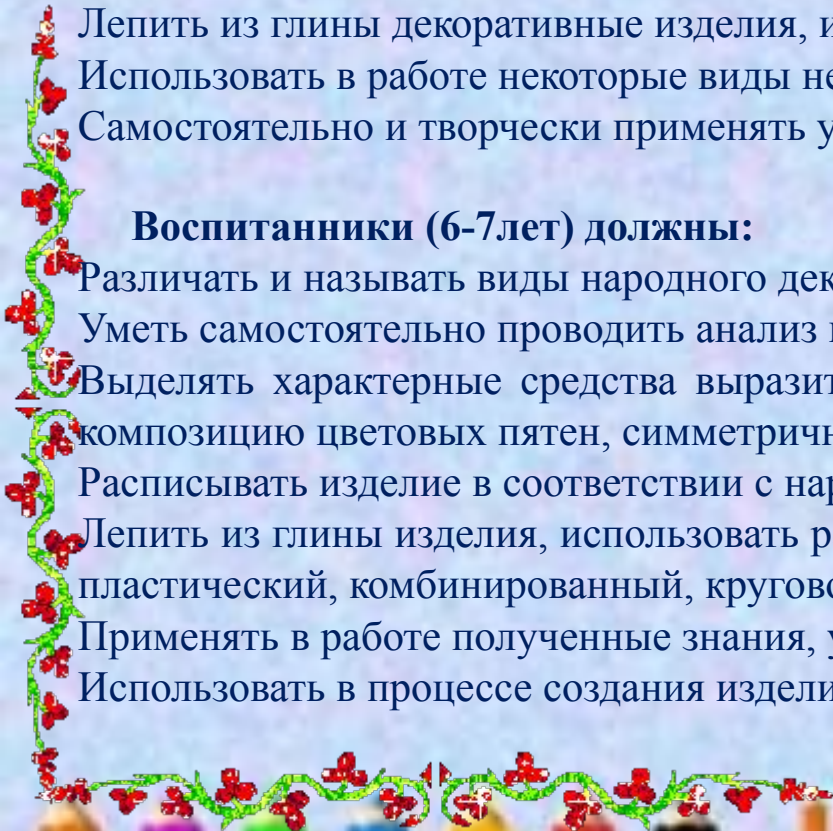 Лепить из глины декоративные изделия, и
Использовать в работе некоторые виды не
Самостоятельно и творчески применять у
Воспитанники (6-7лет) должны:
Различать и называть виды народного дек
Уметь самостоятельно проводить анализ
Выделять характерные средства выразит
композицию цветовых пятен, симметричн
Расписывать изделие в соответствии с нар
Лепить из глины изделия, использовать р
пластический, комбинированный, кругово
Применять в работе полученные знания, у
Использовать в процессе создания издели